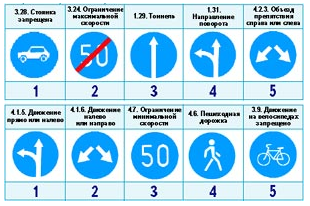 3.28. Стоянка
запрещена
3.24. Ограничение
максимальной
скорости
1.29. Тоннель
1.31.
Направление
поворота
4.2.3. Объезд
препятствия
справа или слева
50
1
2
3
4
5
4.1.5. Движение
прямо или налево
4.1.6. Движение
налево
или направо
4.7. Ограничение
минимальной
скорости
4.6. Пешеходная
дорожка
3.9. Движение
на велосипедах
запрещено
50
1
2
3
4
5